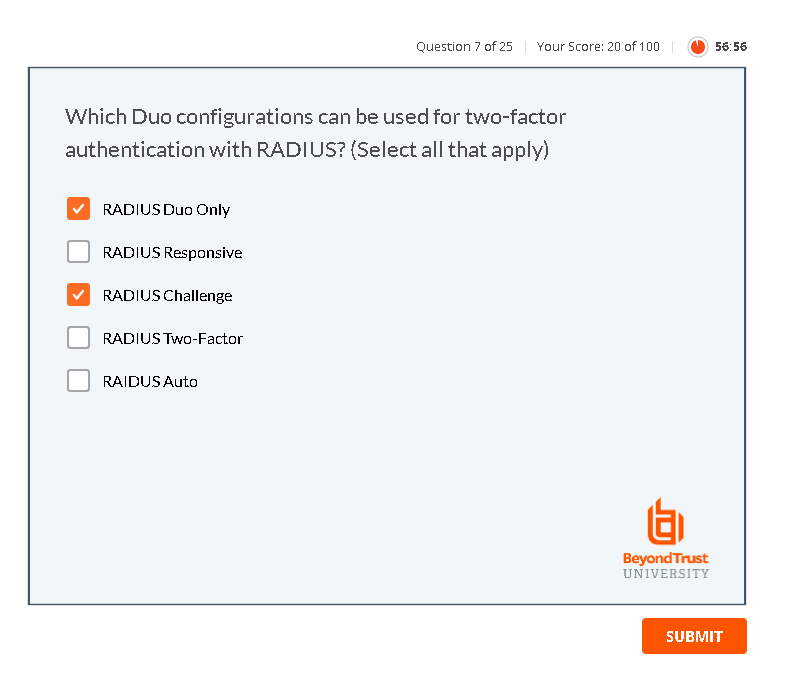 Question 7 of 25 | Your Score: 20 of 100 | 56:56
Which Duo configurations can be used for two-factor
authentication with RADIUS? (Select all that apply)
RADIUS Duo Only
RADIUS Responsive
RADIUS Challenge
RADIUS Two-Factor
RAIDUS Auto
BeyondTrust
UNIVERSITY
SUBMIT